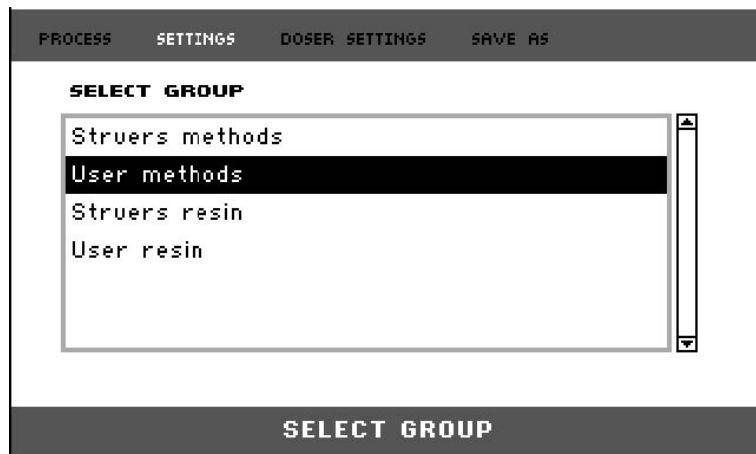 PROCESS SETTINGS DOSER SETTINGS SAVE AS
SELECT GROUP
Struers methods
User methods
Struers resin
User resin
SELECT GROUP